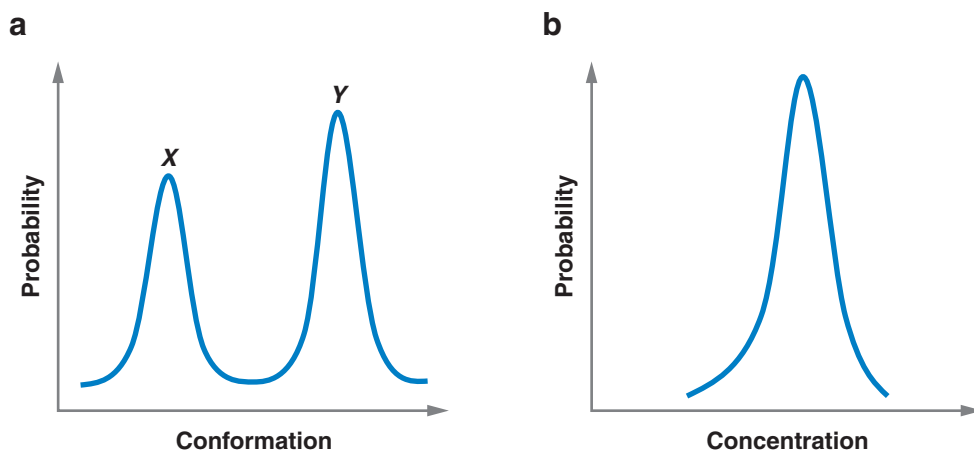 a
Probability
X
Y
Conformation
b
Probability
Concentration